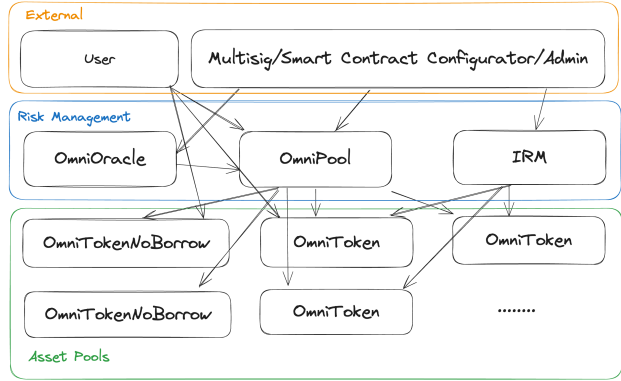 External
User
Multisig/Smart Contract Configurator/Admin
Risk Management
OmniOracle
OmniPool
IRM
OmniTokenNoBorrow
OmniToken
OmniToken
OmniTokenNoBorrow
OmniToken
........
Asset Pools